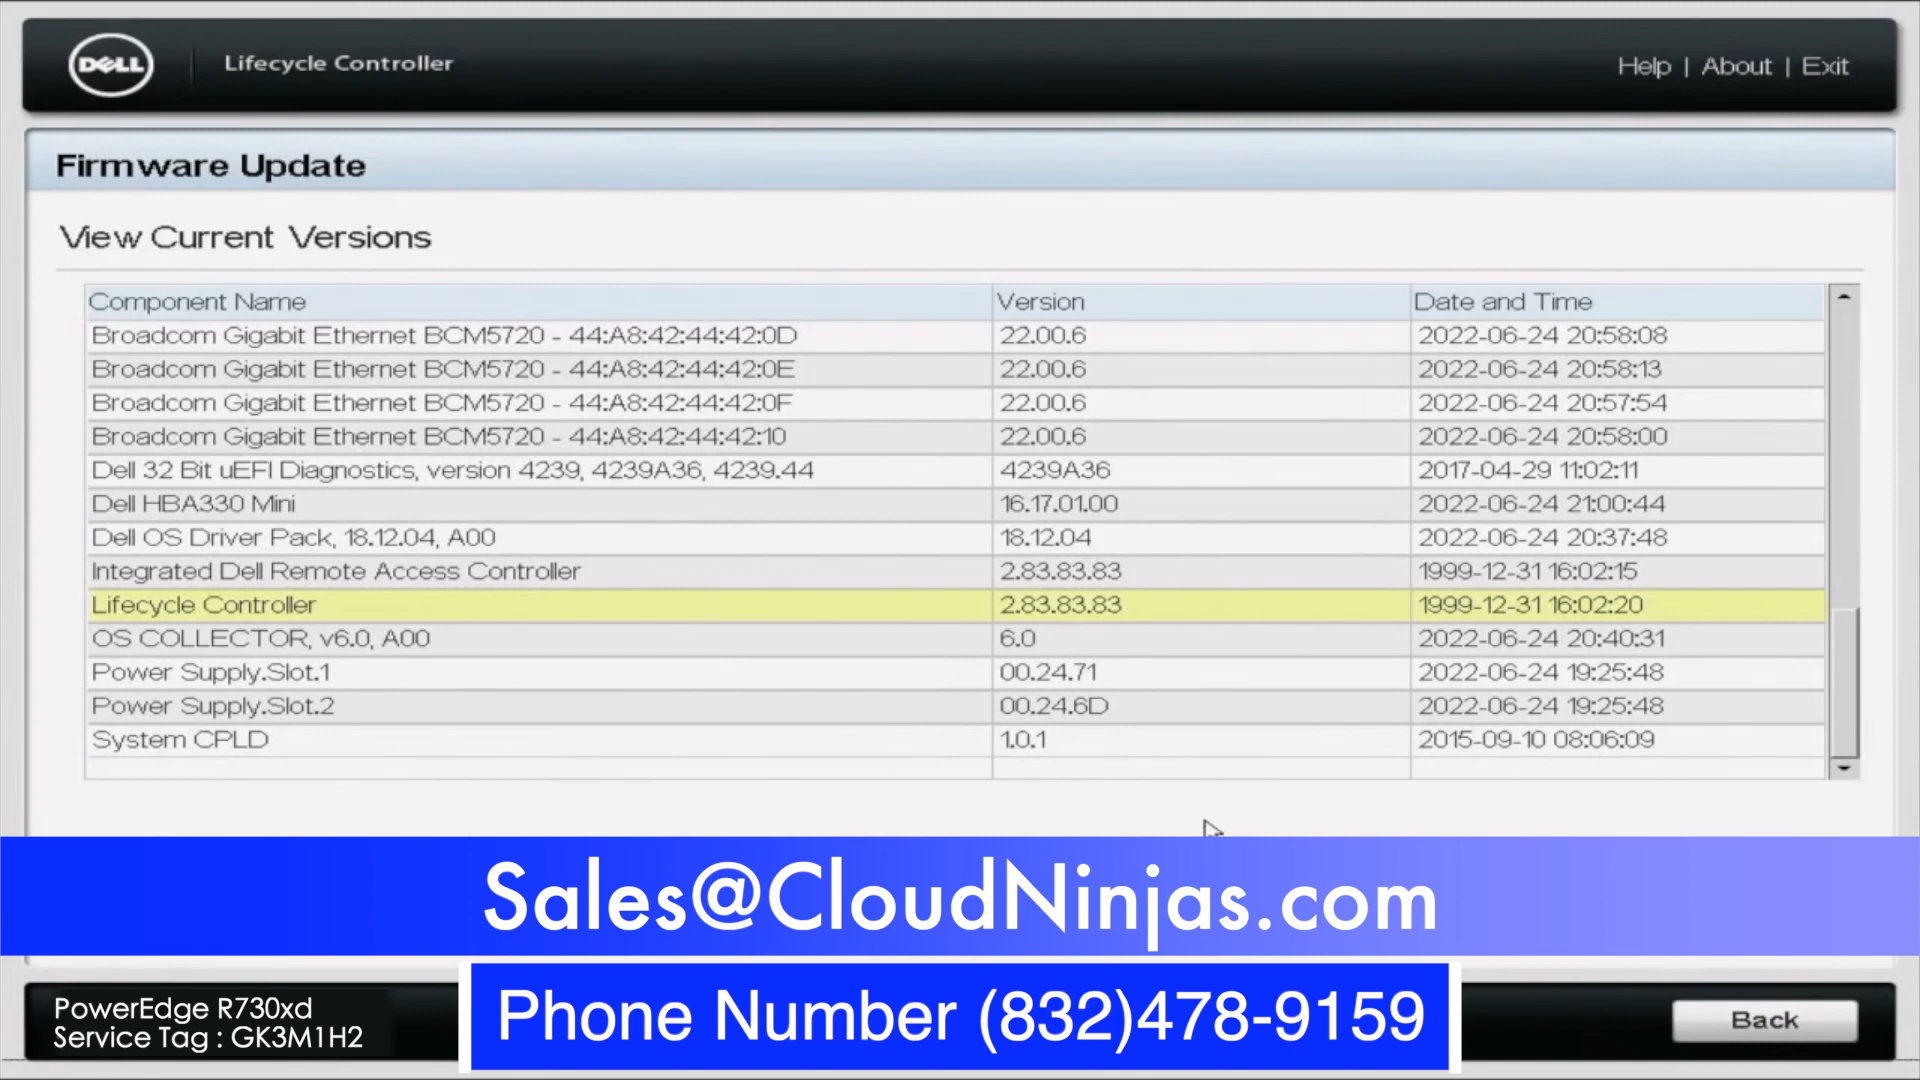 DELL
Lifecycle Controller
Help | About | Exit
Firmware Update
View Current Versions
Component Name Version Date and Time
Broadcom Gigabit Ethernet BCM5720 - 44:A8:42:44:42:0D 22.00.6 2022-06-24 20:58:08
Broadcom Gigabit Ethernet BCM5720 - 44:A8:42:44:42:0E 22.00.6 2022-06-24 20:58:13
Broadcom Gigabit Ethernet BCM5720 - 44:A8:42:44:42:0F 22.00.6 2022-06-24 20:57:54
Broadcom Gigabit Ethernet BCM5720 - 44:A8:42:44:42:10 22.00.6 2022-06-24 20:58:00
Dell 32 Bit uEFI Diagnostics, version 4239, 4239A36, 4239.44 4239A36 2017-04-29 11:02:11
Dell HBA330 Mini 16.17.01.00 2022-06-24 21:00:44
Dell OS Driver Pack, 18.12.04, A00 18.12.04 2022-06-24 20:37:48
Integrated Dell Remote Access Controller 2.83.83.83 1999-12-31 16:02:15
Lifecycle Controller 2.83.83.83 1999-12-31 16:02:20
OS COLLECTOR, v6.0, A00 6.0 2022-06-24 20:40:31
Power Supply.Slot.1 00.24.71 2022-06-24 19:25:48
Power Supply.Slot.2 00.24.6D 2022-06-24 19:25:48
System CPLD 1.0.1 2015-09-10 08:06:09
Sales@CloudNinjas.com
Phone Number (832)478-9159
PowerEdge R730xd
Service Tag : GK3M1H2
Back